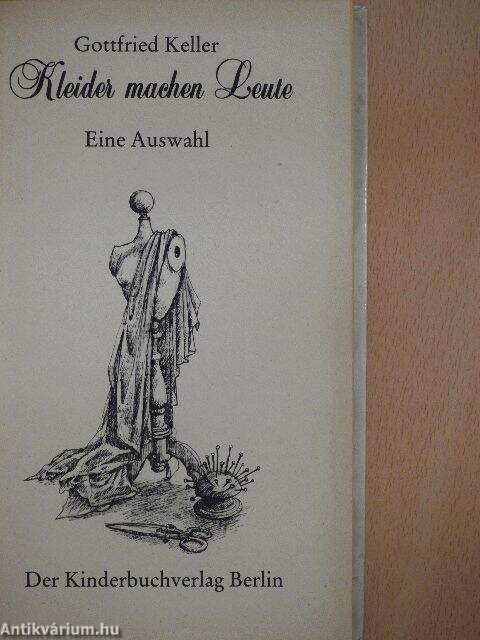 Gottfried Keller
Kleider machen Leute
Eine Auswahl
Der Kinderbuchverlag Berlin
Antikvárium.hu